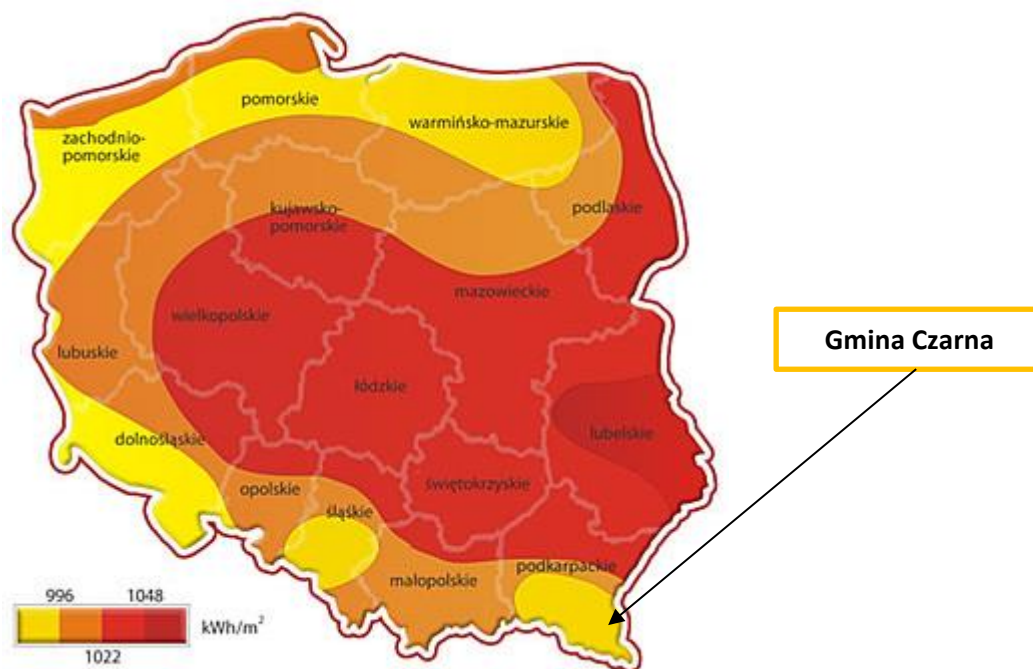 pomorskie
warmińsko-mazurskie
zachodnio-
pomorskie
podlaskie
kujawsko-
pomorskie
mazowieckie
wielkopolskie
Gmina Czarna
lubuskie
łódzkie
lubelskie
dolnośląskie
świętokrzyskie
opolskie
śląskie
podkarpackie
małopolskie
996 1048
kWh/m²
1022